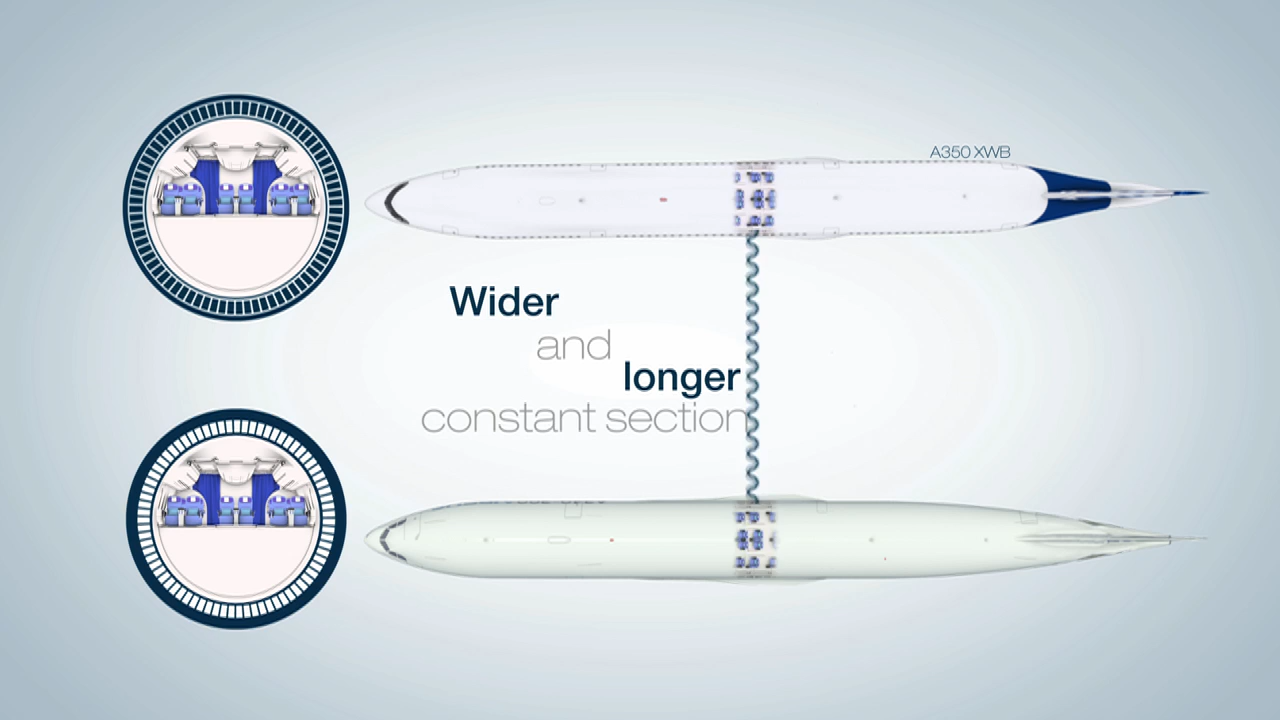 A350 XWB
Wider
and
longer
constant section